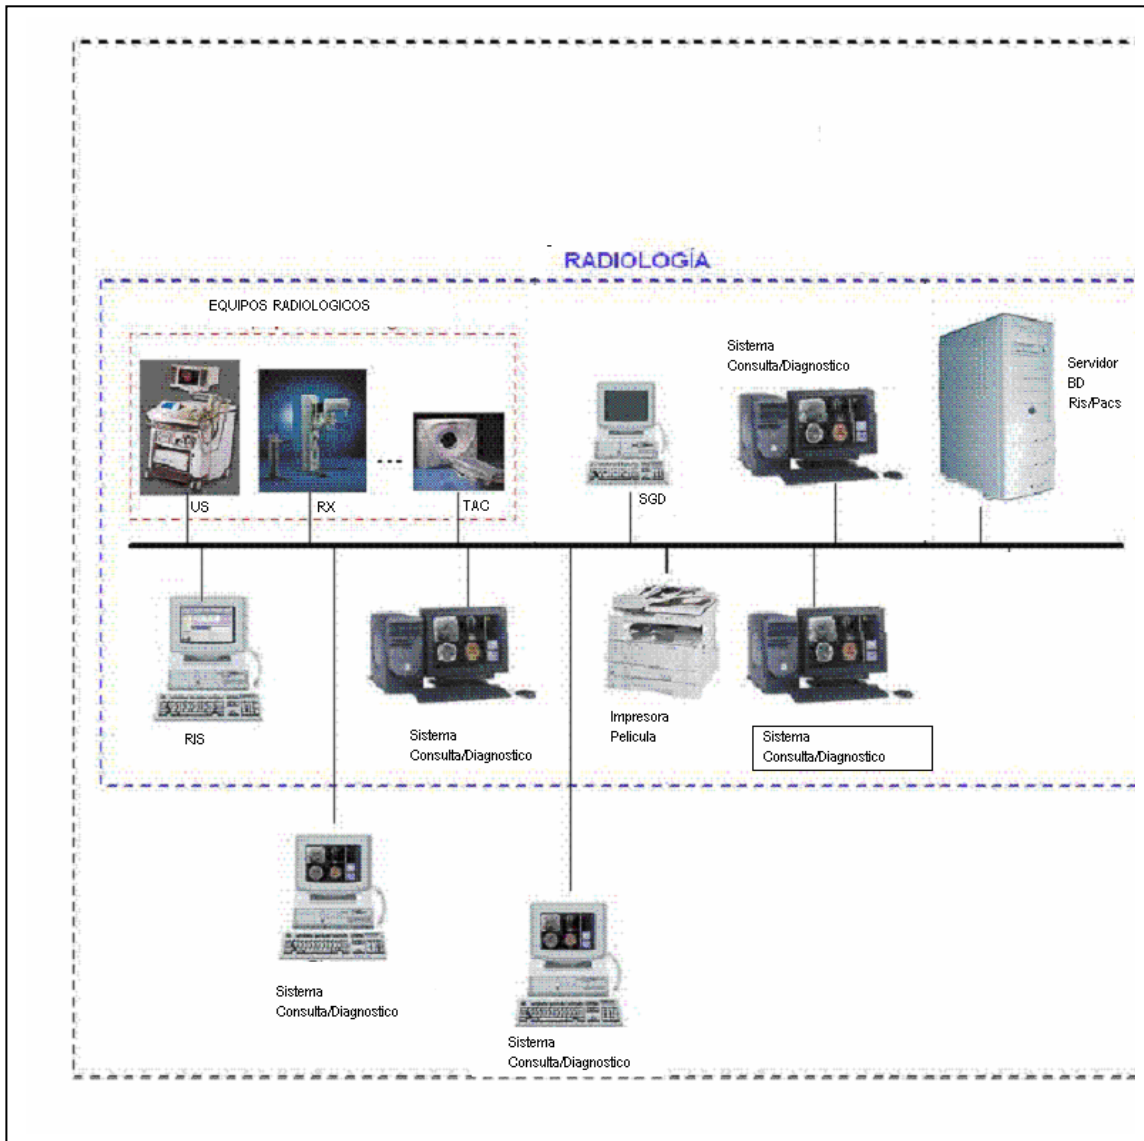 RADIOLOGÍA
EQUIPOS RADIOLOGICOS
US
RX
...
TAC
SGD
Sistema
Consulta/Diagnostico
Servidor
BD
Ris/Pacs
RIS
Sistema
Consulta/Diagnostico
Impresora
Pelicula
Sistema
Consulta/Diagnostico
Sistema
Consulta/Diagnostico
Sistema
Consulta/Diagnostico